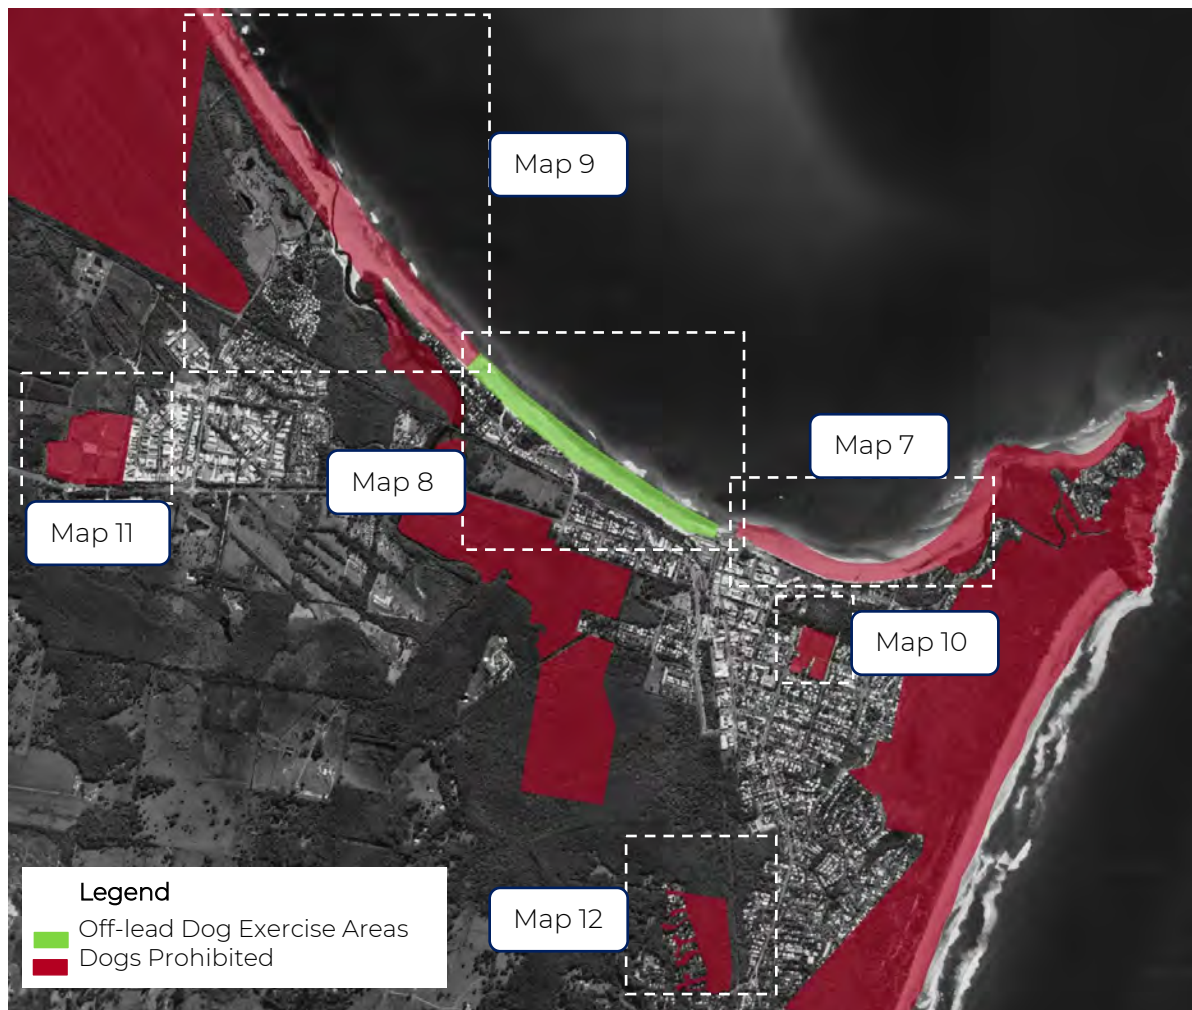 Map 9
Map 7
Map 8
Map 11
Map 10
Map 12
Legend
Off-lead Dog Exercise Areas
Dogs Prohibited